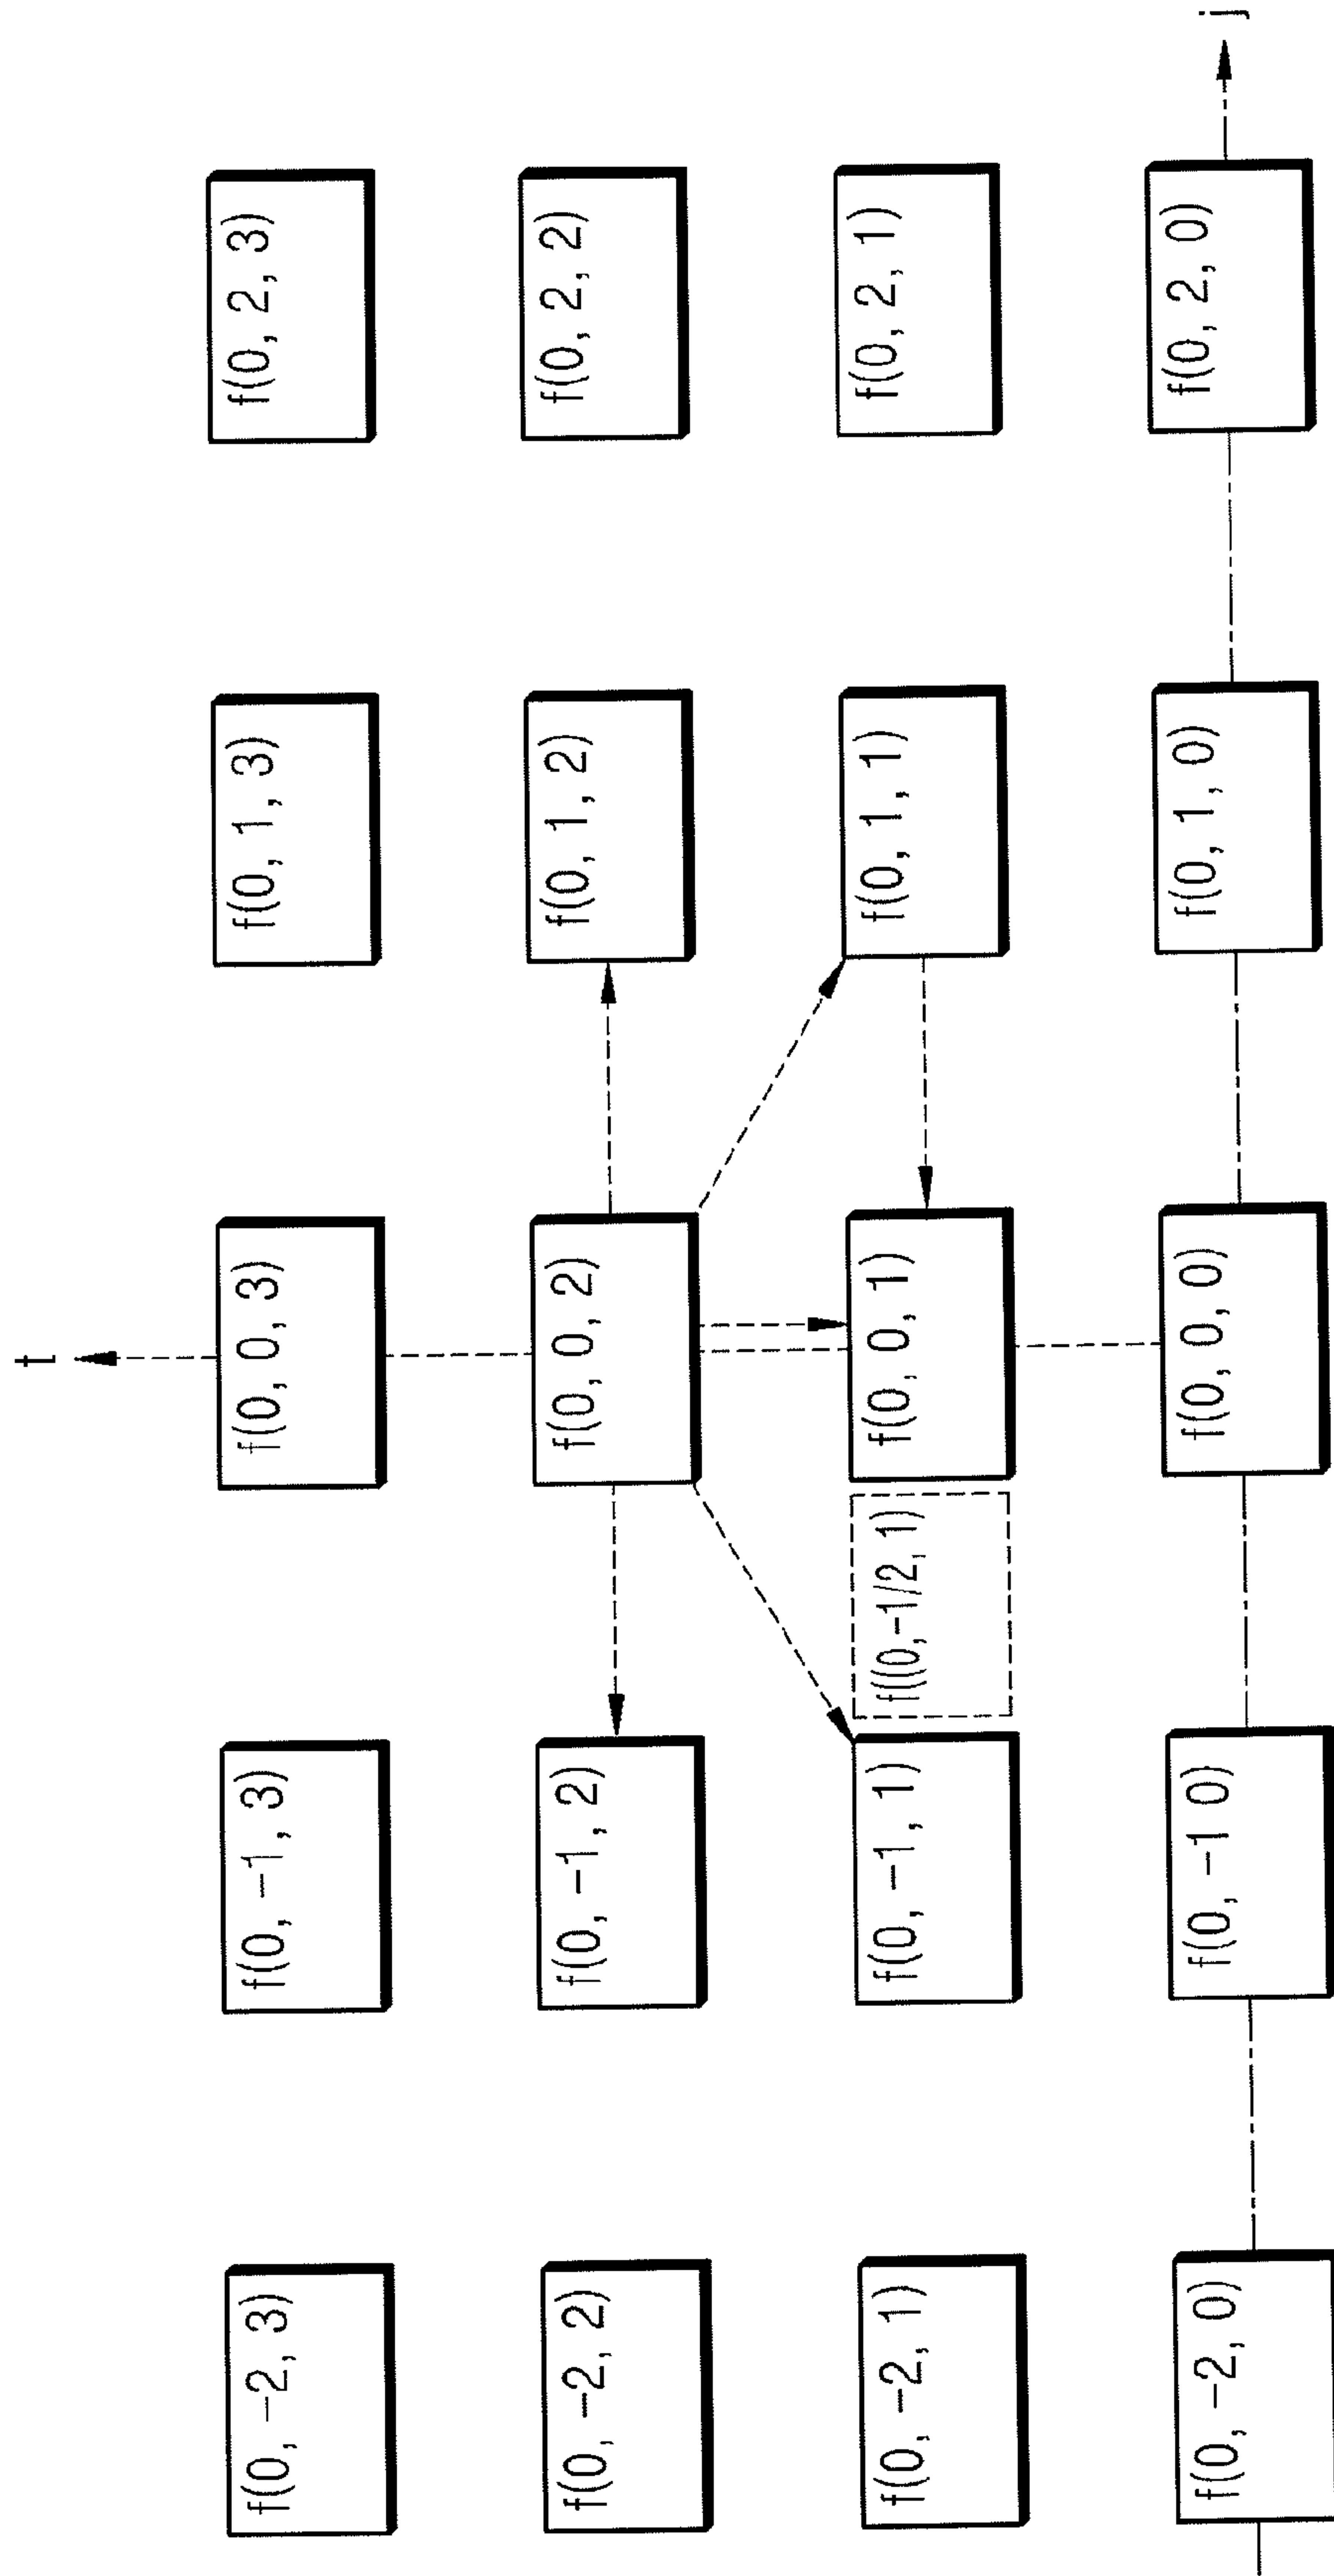 t
f(0, -2, 3)
f(0, -1, 3)
f(0, 0, 3)
f(0, 1, 3)
f(0, 2, 3)
f(0, -2, 2)
f(0, -1, 2)
f(0, 0, 2)
f(0, 1, 2)
f(0, 2, 2)
f(0, -2, 1)
f(0, -1, 1)
f((0,-1/2, 1)
f(0, 0, 1)
f(0, 1, 1)
f(0, 2, 1)
f(0, -2, 0)
f(0, -1 0)
f(0, 0, 0)
f(0, 1, 0)
f(0, 2, 0)
j